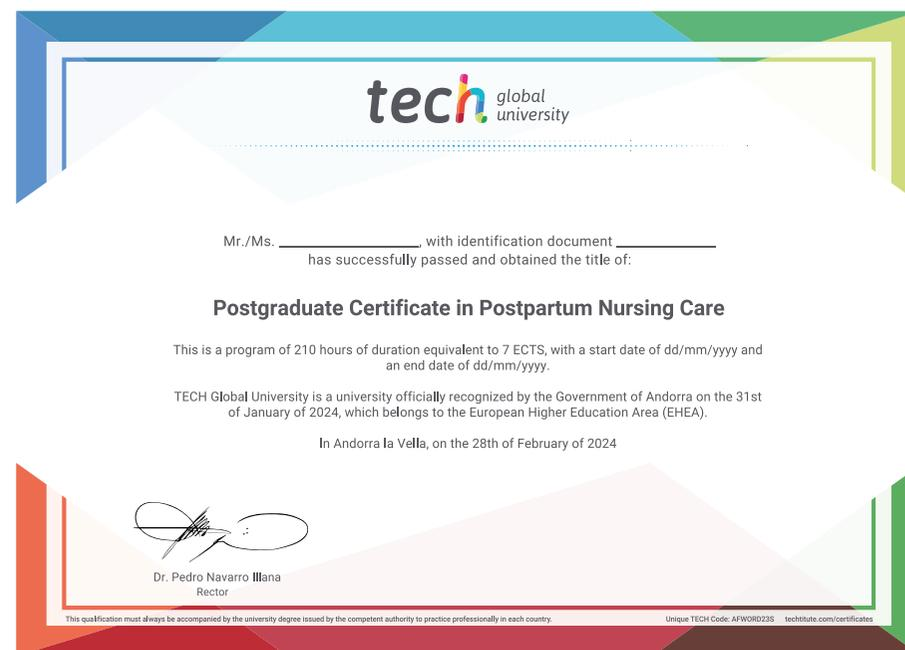 tech global
university
Mr./Ms. ____________________, with identification document ______________
has successfully passed and obtained the title of:
Postgraduate Certificate in Postpartum Nursing Care
This is a program of 210 hours of duration equivalent to 7 ECTS, with a start date of dd/mm/yyyy and
an end date of dd/mm/yyyy.
TECH Global University is a university officially recognized by the Government of Andorra on the 31st
of January of 2024, which belongs to the European Higher Education Area (EHEA).
In Andorra la Vella, on the 28th of February of 2024
Dr. Pedro Navarro Illana
Rector
This qualification must always be accompanied by the university degree issued by the competent authority to practice professionally in each country.
Unique TECH Code: AFWORD23S techtitute.com/certificates